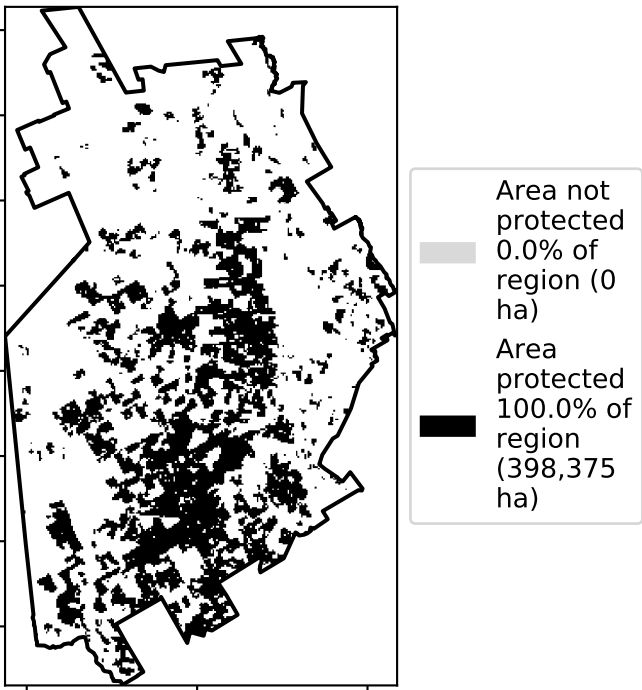 Area not
protected
0.0% of
region (0
ha)
Area
protected
100.0% of
region
(398,375
ha)